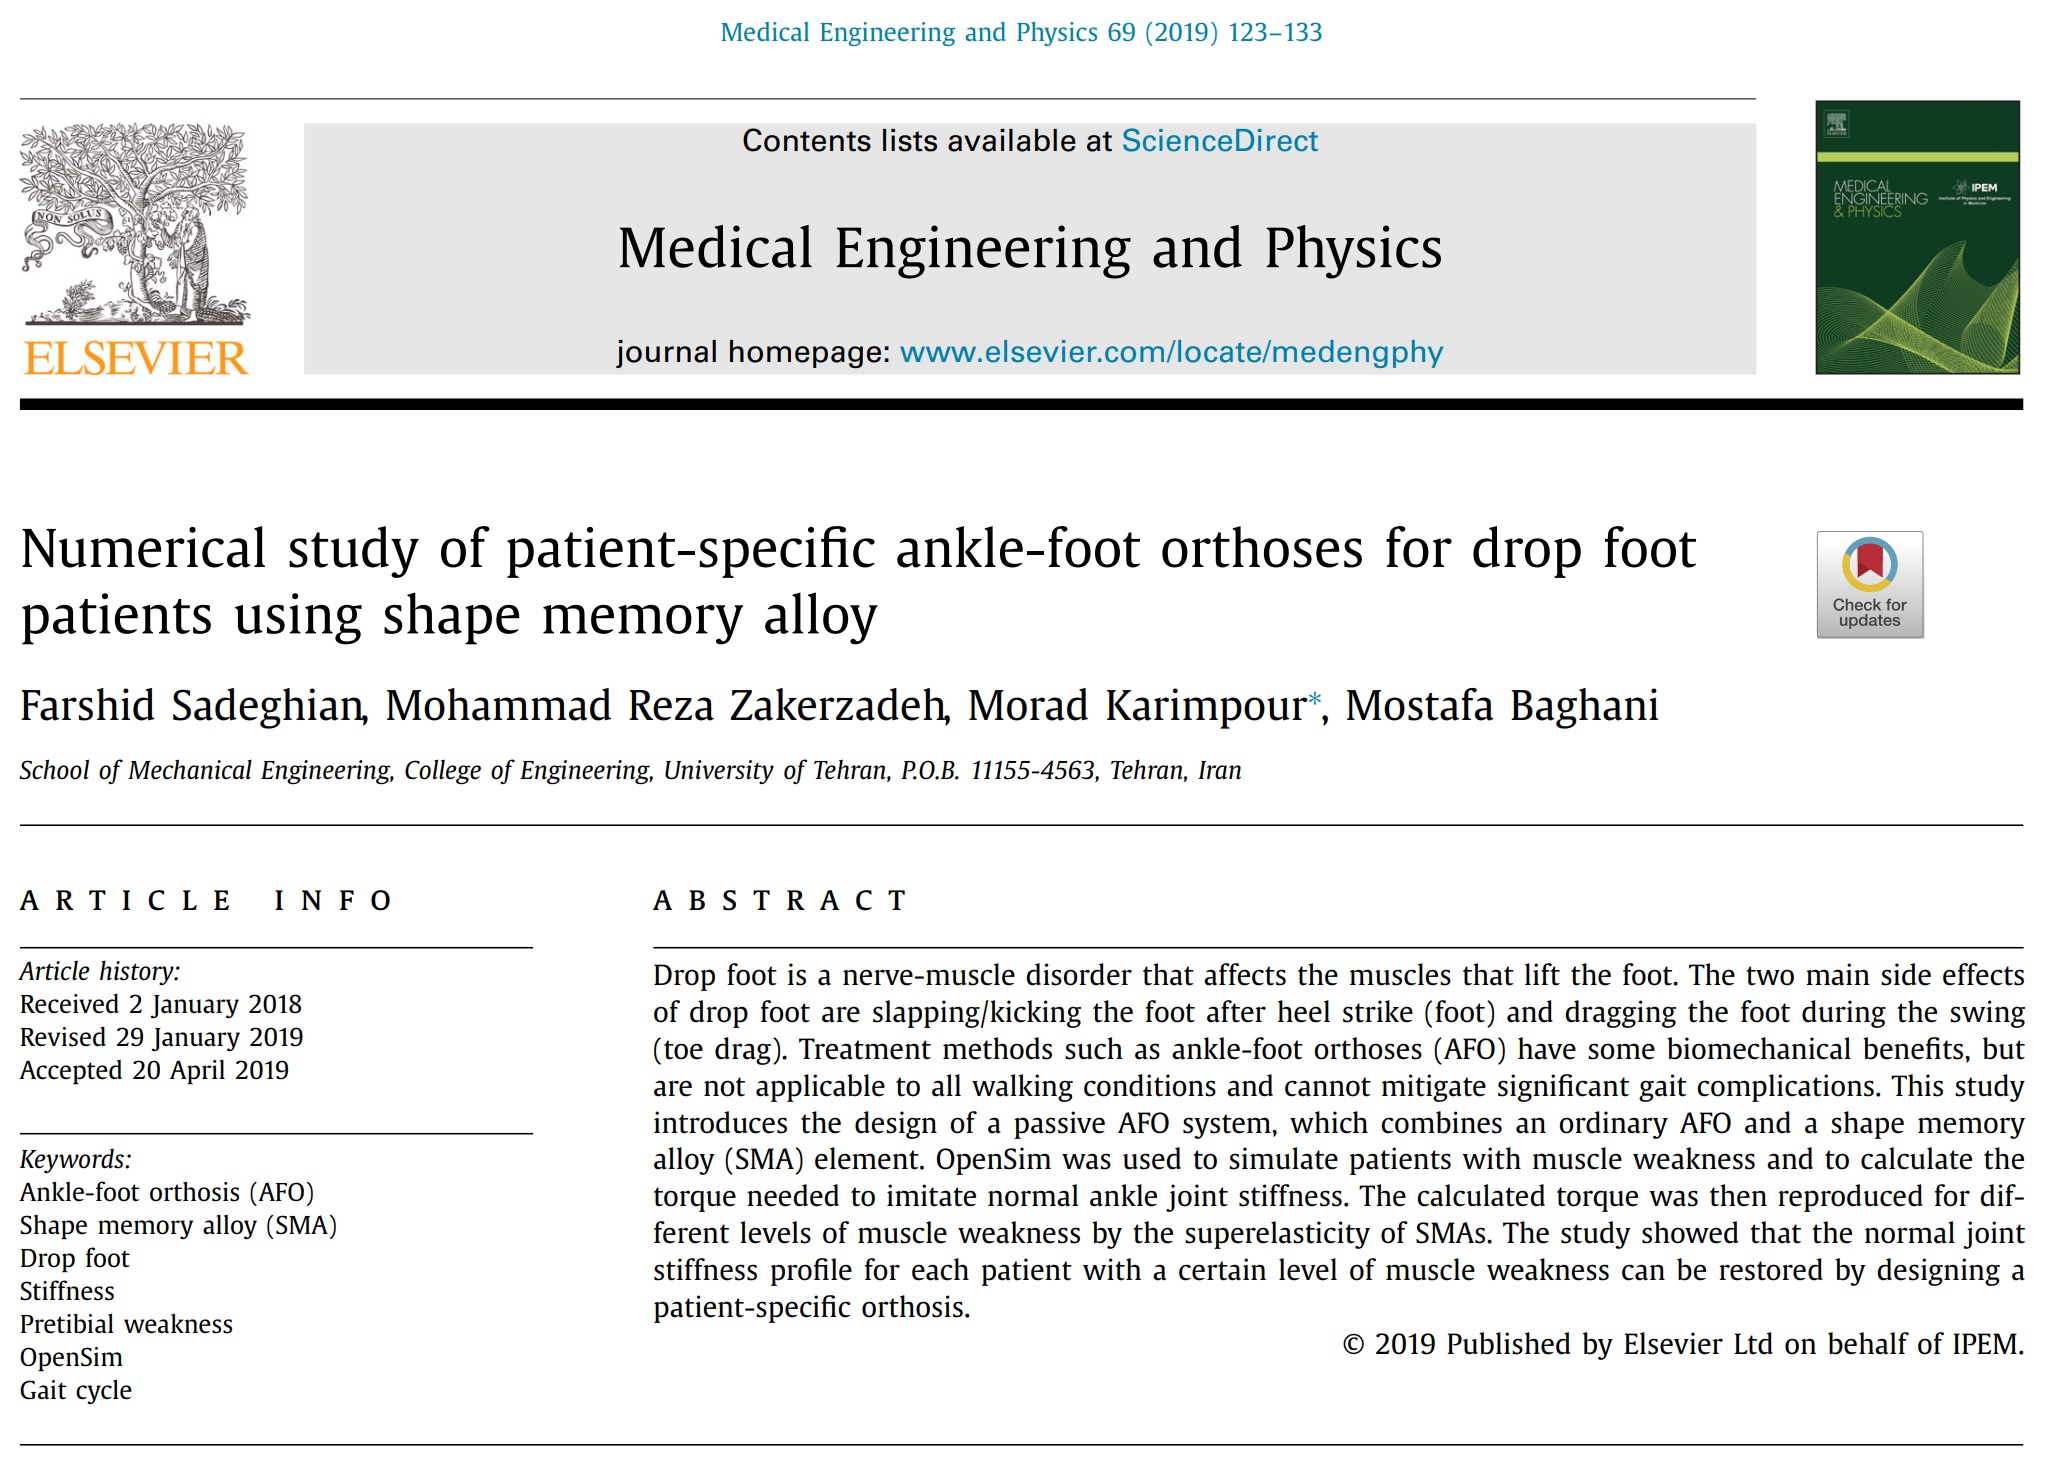 Medical Engineering and Physics 69 (2019) 123–133
Contents lists available at ScienceDirect
Medical Engineering and Physics
journal homepage: www.elsevier.com/locate/medengphy
NON SOLUS
ELSEVIER
MEDICAL
ENGINEERING
& PHYSICS
IPEM
Institute of Physics and Engineering
in Medicine
Numerical study of patient-specific ankle-foot orthoses for drop foot
patients using shape memory alloy
Check for
updates
Farshid Sadeghian, Mohammad Reza Zakerzadeh, Morad Karimpour*, Mostafa Baghani
School of Mechanical Engineering, College of Engineering, University of Tehran, P.O.B. 11155-4563, Tehran, Iran
ARTICLE INFO
Article history:
Received 2 January 2018
Revised 29 January 2019
Accepted 20 April 2019
Keywords:
Ankle-foot orthosis (AFO)
Shape memory alloy (SMA)
Drop foot
Stiffness
Pretibial weakness
OpenSim
Gait cycle
ABSTRACT
Drop foot is a nerve-muscle disorder that affects the muscles that lift the foot. The two main side effects
of drop foot are slapping/kicking the foot after heel strike (foot) and dragging the foot during the swing
(toe drag). Treatment methods such as ankle-foot orthoses (AFO) have some biomechanical benefits, but
are not applicable to all walking conditions and cannot mitigate significant gait complications. This study
introduces the design of a passive AFO system, which combines an ordinary AFO and a shape memory
alloy (SMA) element. OpenSim was used to simulate patients with muscle weakness and to calculate the
torque needed to imitate normal ankle joint stiffness. The calculated torque was then reproduced for dif-
ferent levels of muscle weakness by the superelasticity of SMAs. The study showed that the normal joint
stiffness profile for each patient with a certain level of muscle weakness can be restored by designing a
patient-specific orthosis.
© 2019 Published by Elsevier Ltd on behalf of IPEM.